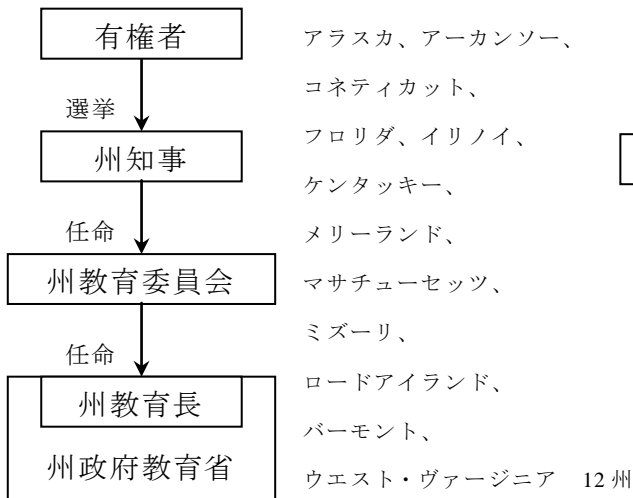 有権者
選挙
州知事
任命
州教育委員会
任命
州教育長
州政府教育省
アラスカ、アーカンソー、
コネティカット、
フロリダ、イリノイ、
ケンタッキー、
メリーランド、
マサチューセッツ、
ミズーリ、
ロードアイランド、
バーモント、
ウエスト・ヴァージニア 12州